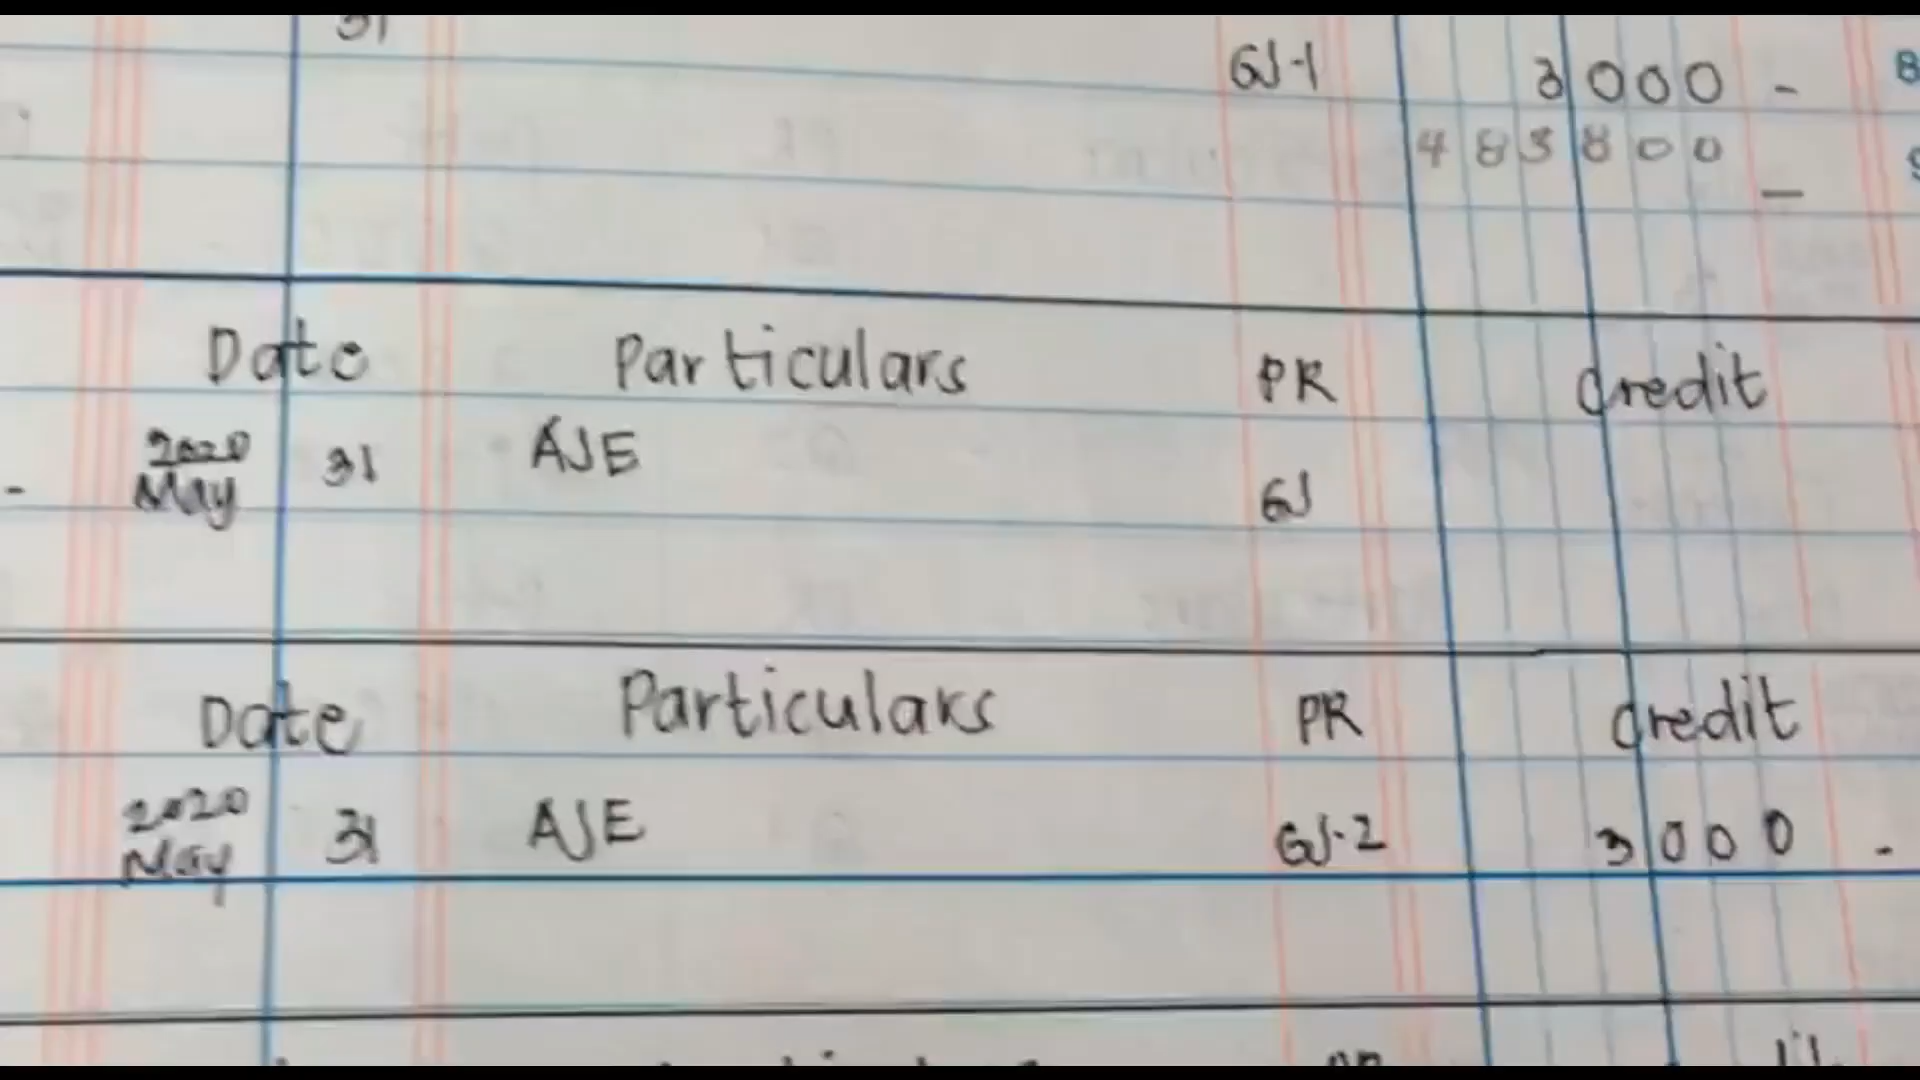 31
GJ-1 3000 -
483800 -
Date Particulars PR Credit
2020
May 31 AJE
GJ
Date Particulars PR Credit
2020
May 31 AJE GJ-2 3000 -